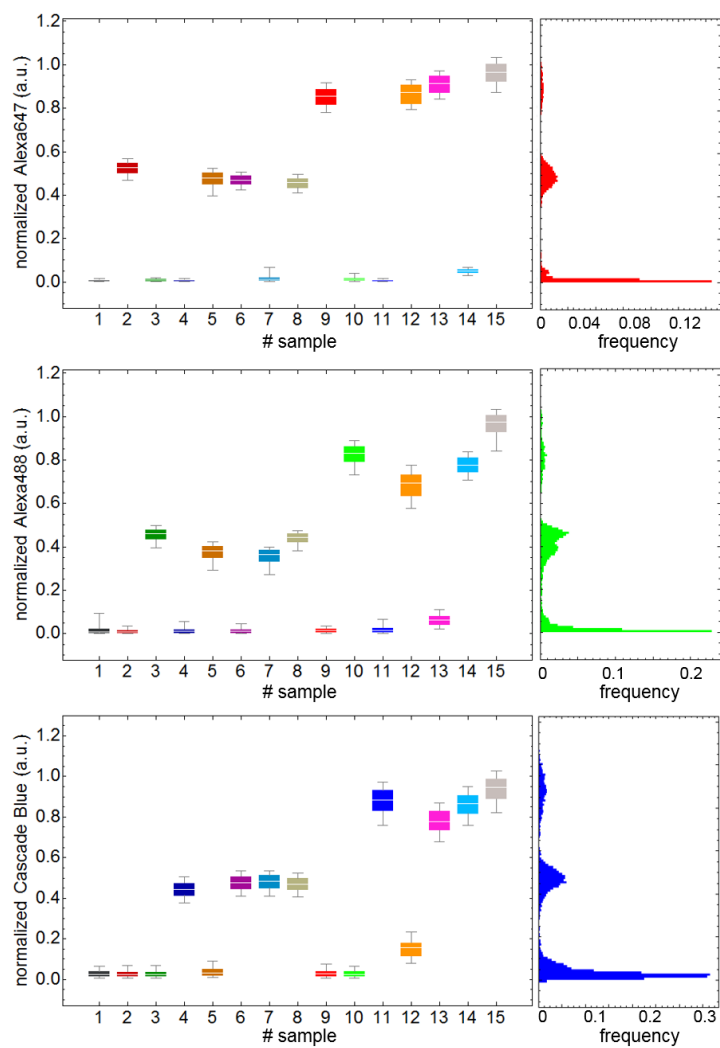 normalized Alexa647 (a.u.)
1.2
1.0
0.8
0.6
0.4
0.2
0.0
1 2 3 4 5 6 7 8 9 10 11 12 13 14 15
# sample
0 0.04 0.08 0.12
frequency
normalized Alexa488 (a.u.)
1.2
1.0
0.8
0.6
0.4
0.2
0.0
1 2 3 4 5 6 7 8 9 10 11 12 13 14 15
# sample
0 0.1 0.2
frequency
normalized Cascade Blue (a.u.)
1.2
1.0
0.8
0.6
0.4
0.2
0.0
1 2 3 4 5 6 7 8 9 10 11 12 13 14 15
# sample
0 0.1 0.2 0.3
frequency